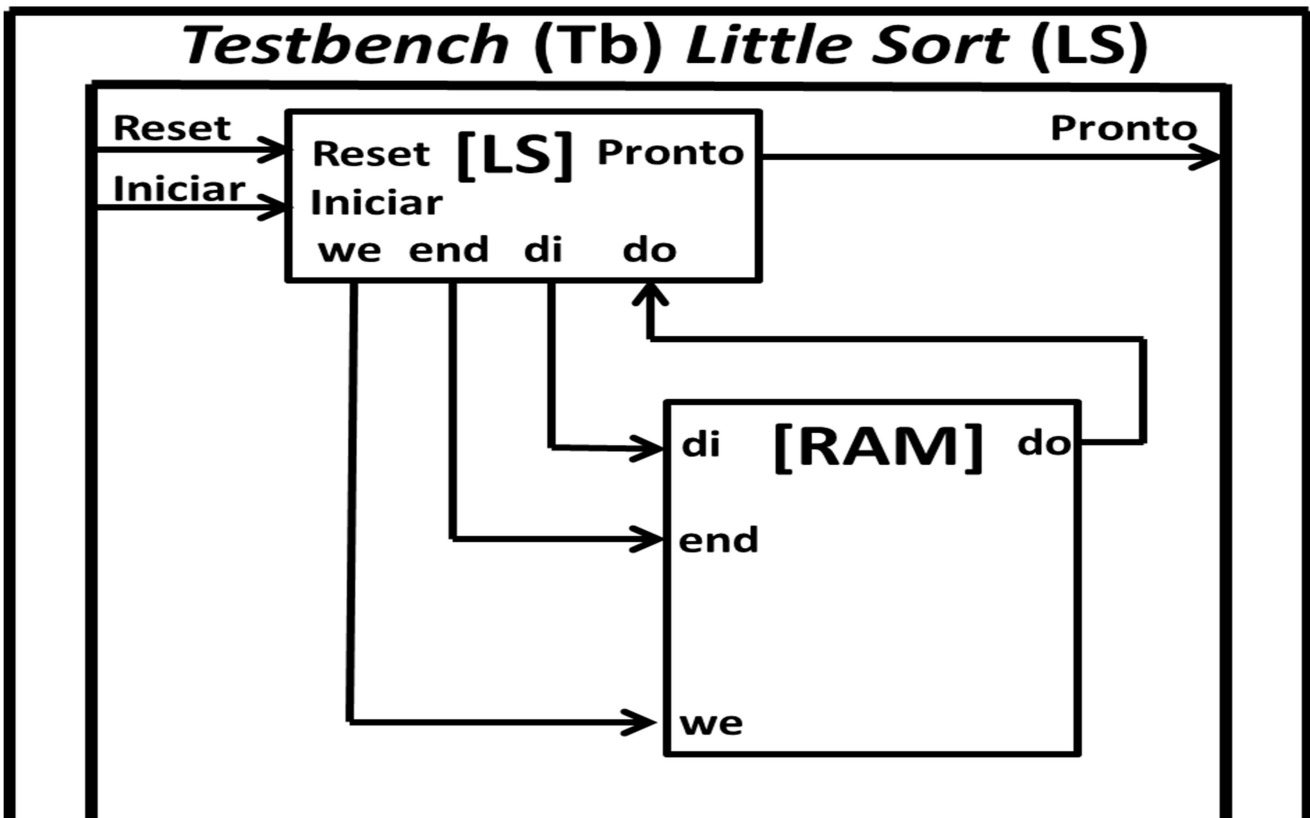 Testbench (Tb) Little Sort (LS)
Reset
Iniciar
Reset [LS] Pronto
Iniciar
we end di do
Pronto
di [RAM] do
end
we